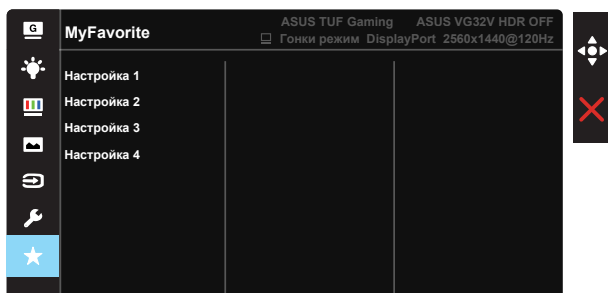 G
MyFavorite
ASUS TUF Gaming ASUS VG32V HDR OFF
Гонки режим DisplayPort 2560x1440@120Hz
Настройка 1
Настройка 2
Настройка 3
Настройка 4